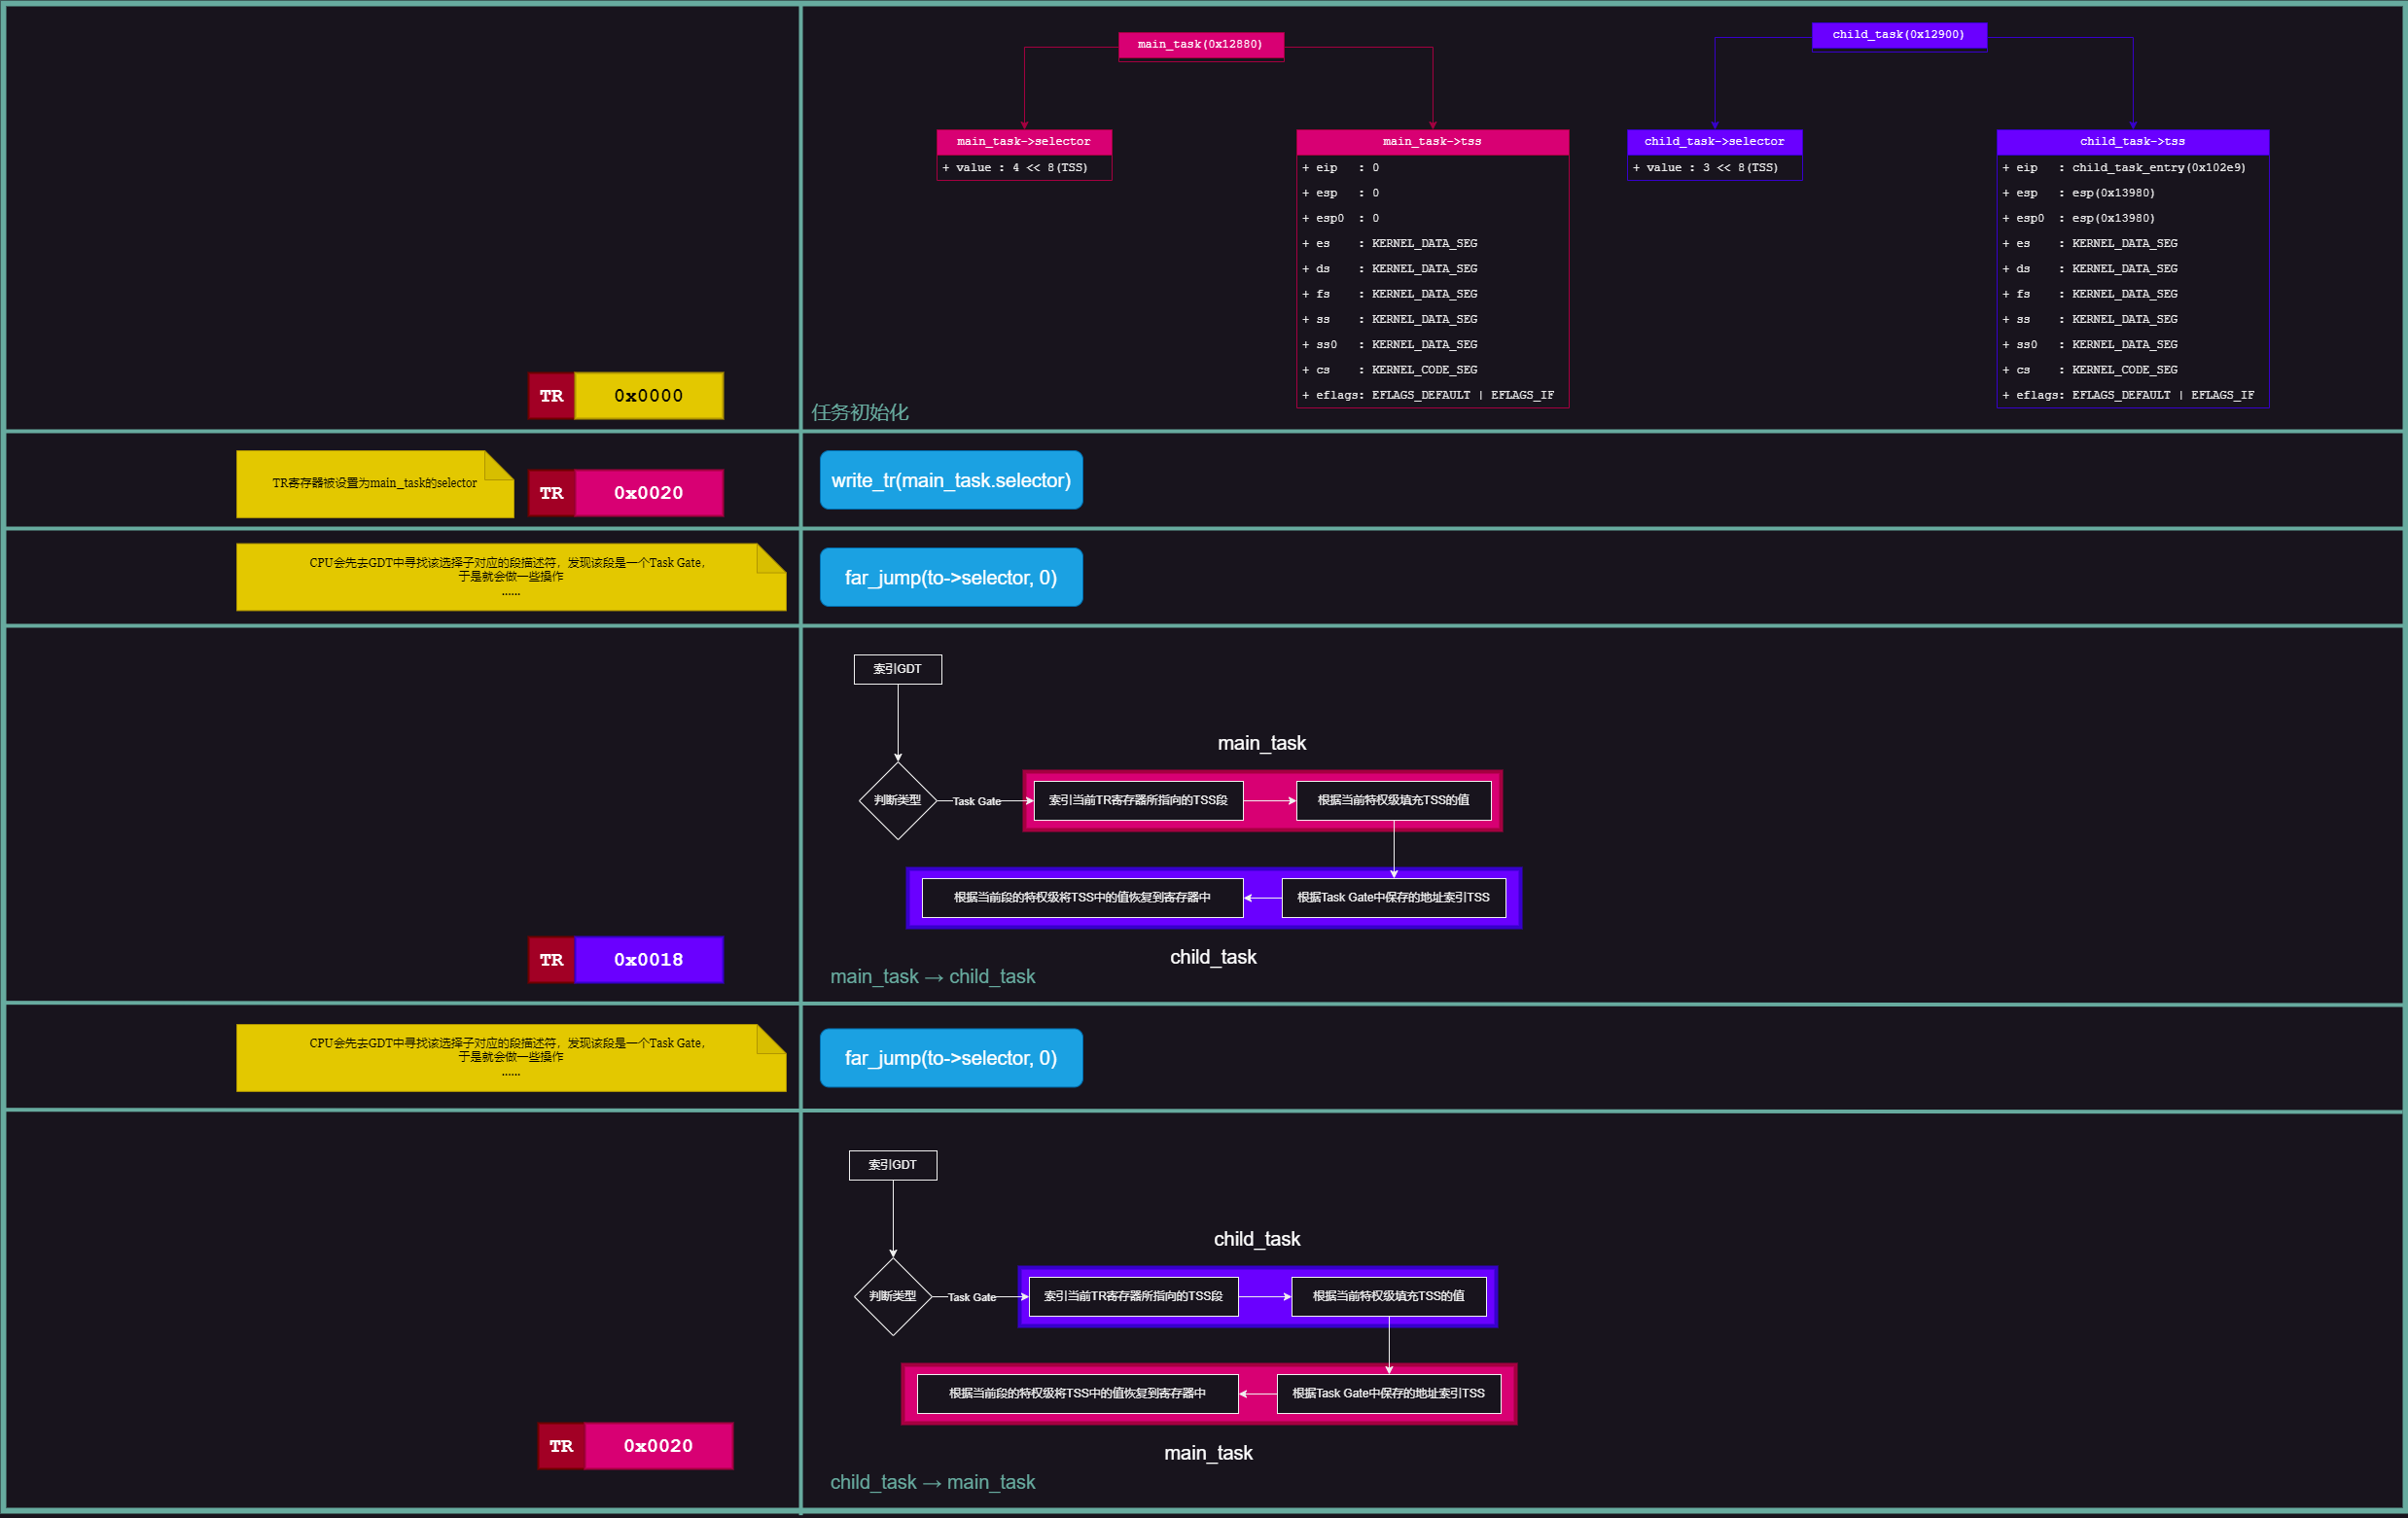 main_task(0x12880)
child_task(0x12900)
main_task->selector
+ value : 4 << 8(TSS)
main_task->tss
+ eip : 0
+ esp : 0
+ esp0 : 0
+ es : KERNEL_DATA_SEG
+ ds : KERNEL_DATA_SEG
+ fs : KERNEL_DATA_SEG
+ ss : KERNEL_DATA_SEG
+ ss0 : KERNEL_DATA_SEG
+ cs : KERNEL_CODE_SEG
+ eflags: EFLAGS_DEFAULT | EFLAGS_IF
child_task->selector
+ value : 3 << 8(TSS)
child_task->tss
+ eip : child_task_entry(0x102e9)
+ esp : esp(0x13980)
+ esp0 : esp(0x13980)
+ es : KERNEL_DATA_SEG
+ ds : KERNEL_DATA_SEG
+ fs : KERNEL_DATA_SEG
+ ss : KERNEL_DATA_SEG
+ ss0 : KERNEL_DATA_SEG
+ cs : KERNEL_CODE_SEG
+ eflags: EFLAGS_DEFAULT | EFLAGS_IF
TR 0x0000
任务初始化
TR寄存器被设置为main_task的selector
TR 0x0020
write_tr(main_task.selector)
CPU会先去GDT中寻找该选择子对应的段描述符，发现该段是一个Task Gate，
于是就会做一些操作
......
far_jump(to->selector, 0)
索引GDT
main_task
判断类型
Task Gate
索引当前TR寄存器所指向的TSS段
根据当前特权级填充TSS的值
根据当前段的特权级将TSS中的值恢复到寄存器中
根据Task Gate中保存的地址索引TSS
child_task
TR 0x0018
main_task → child_task
CPU会先去GDT中寻找该选择子对应的段描述符，发现该段是一个Task Gate，
于是就会做一些操作
......
far_jump(to->selector, 0)
索引GDT
child_task
判断类型
Task Gate
索引当前TR寄存器所指向的TSS段
根据当前特权级填充TSS的值
根据当前段的特权级将TSS中的值恢复到寄存器中
根据Task Gate中保存的地址索引TSS
main_task
TR 0x0020
child_task → main_task